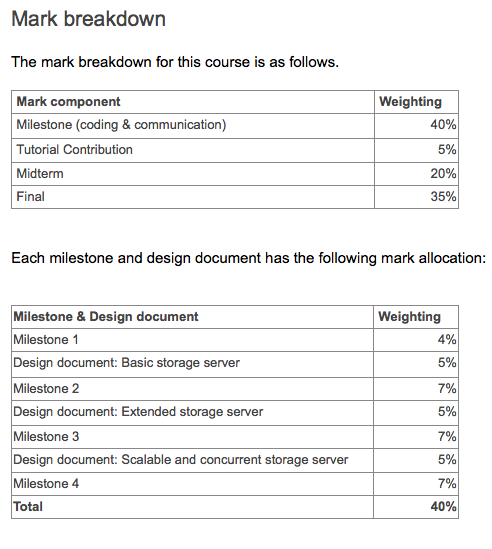 Mark breakdown
The mark breakdown for this course is as follows.
Mark component Weighting
Milestone (coding & communication) 40%
Tutorial Contribution 5%
Midterm 20%
Final 35%
Each milestone and design document has the following mark allocation:
Milestone & Design document Weighting
Milestone 1 4%
Design document: Basic storage server 5%
Milestone 2 7%
Design document: Extended storage server 5%
Milestone 3 7%
Design document: Scalable and concurrent storage server 5%
Milestone 4 7%
Total 40%